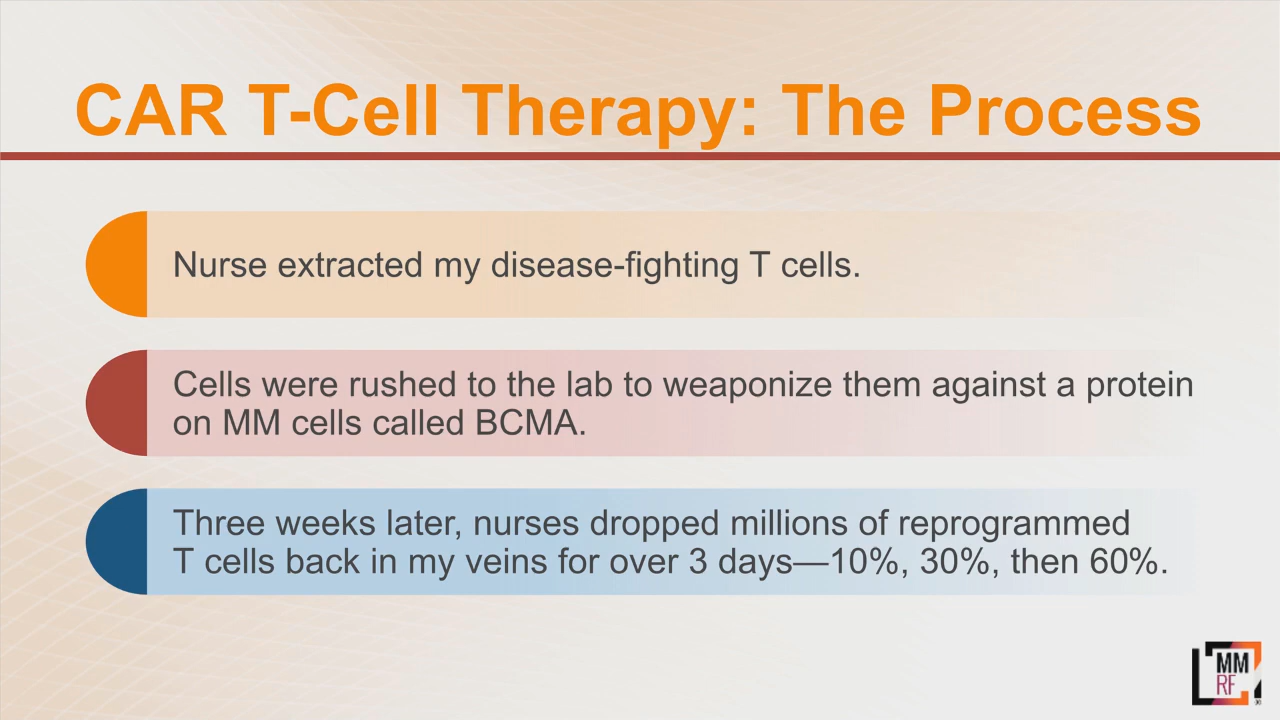 CAR T-Cell Therapy: The Process
Nurse extracted my disease-fighting T cells.
Cells were rushed to the lab to weaponize them against a protein
on MM cells called BCMA.
Three weeks later, nurses dropped millions of reprogrammed
T cells back in my veins for over 3 days—10%, 30%, then 60%.
MM
RF